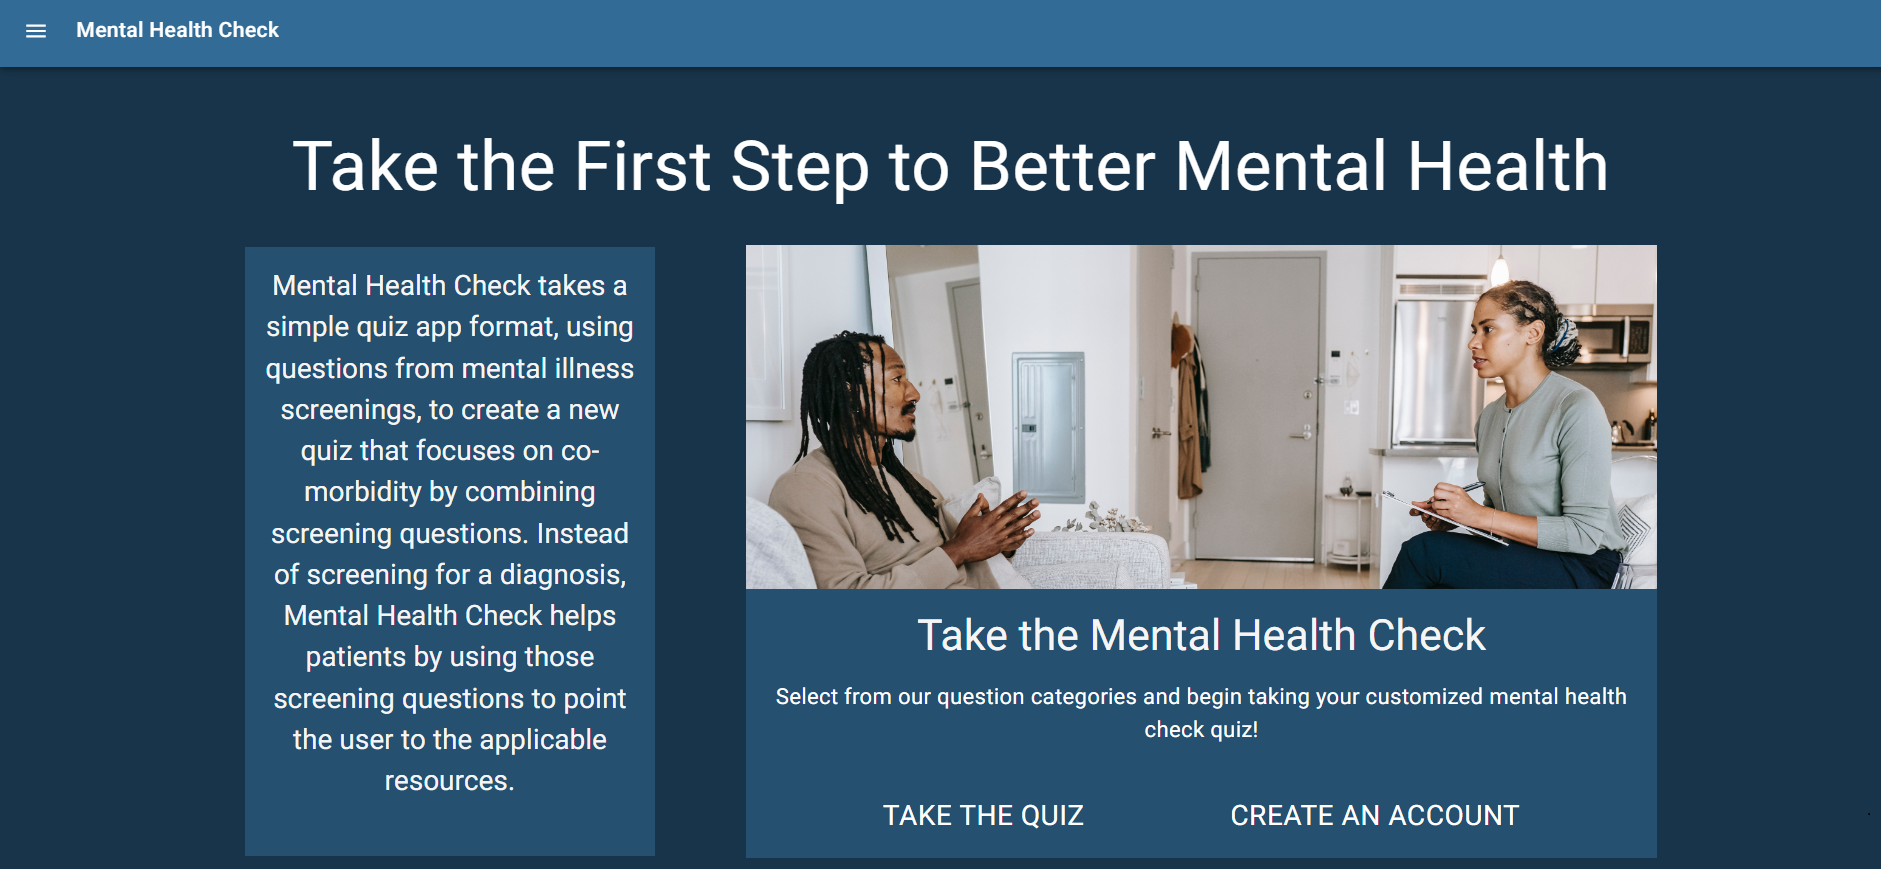 Mental Health Check
Take the First Step to Better Mental Health
Mental Health Check takes a
simple quiz app format, using
questions from mental illness
screenings, to create a new
quiz that focuses on co-
morbidity by combining
screening questions. Instead
of screening for a diagnosis,
Mental Health Check helps
patients by using those
screening questions to point
the user to the applicable
resources.
Take the Mental Health Check
Select from our question categories and begin taking your customized mental health
check quiz!
TAKE THE QUIZ
CREATE AN ACCOUNT